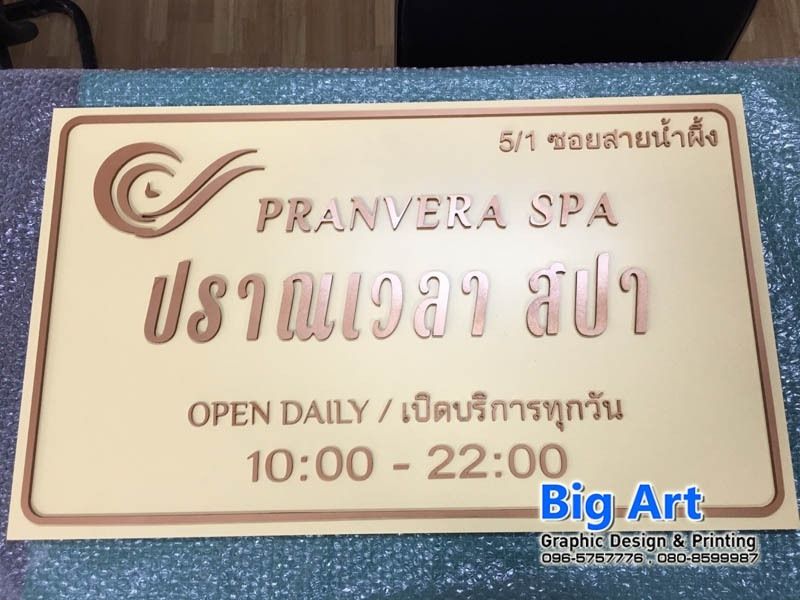 5/1 ซอยสายน้ำผึ้ง
PRANVERA SPA
ปราณเวลา สปา
OPEN DAILY / เปิดบริการทุกวัน
10:00 - 22:00
Big Art
Graphic Design & Printing
096-5757776 , 080-8599987